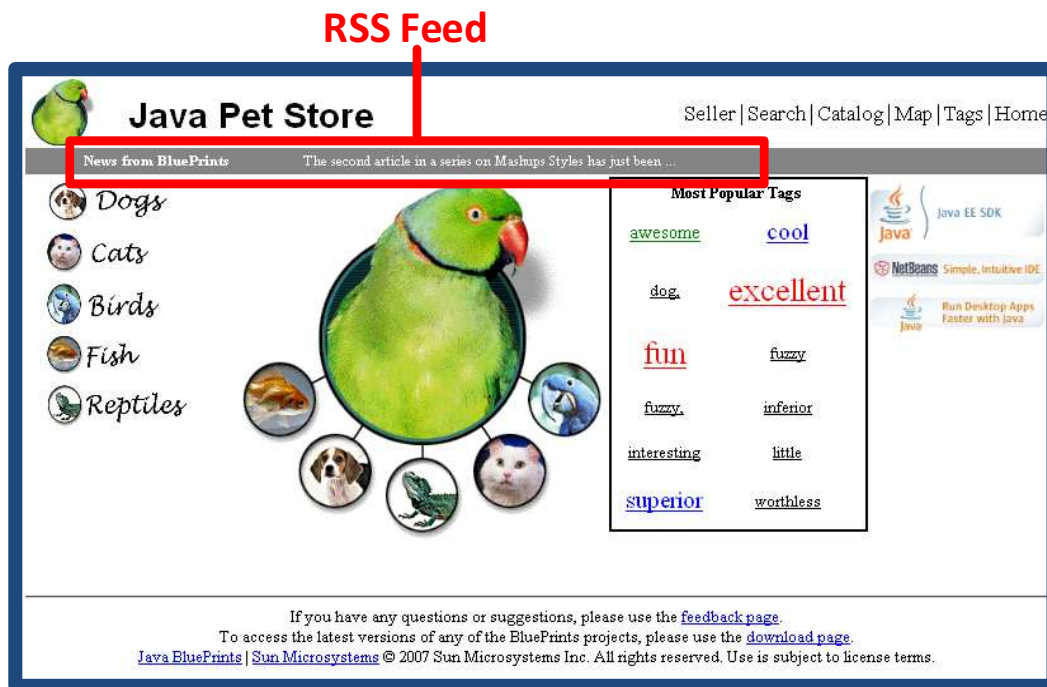 RSS Feed
Java Pet Store
Seller|Search|Catalog|Map|Tags|Home
News from BluePrints The second article in a series on Mashups Styles has just been ...
Dogs
Cats
Birds
Fish
Reptiles
Most Popular Tags
awesome cool
dog, excellent
fun fuzzy
fuzzy, inferior
interesting little
superior worthless
Java Java EE SDK
NetBeans Simple, Intuitive IDE
Java Run Desktop Apps
Faster with Java
If you have any questions or suggestions, please use the feedback page.
To access the latest versions of any of the BluePrints projects, please use the download page.
Java BluePrints | Sun Microsystems © 2007 Sun Microsystems Inc. All rights reserved. Use is subject to license terms.